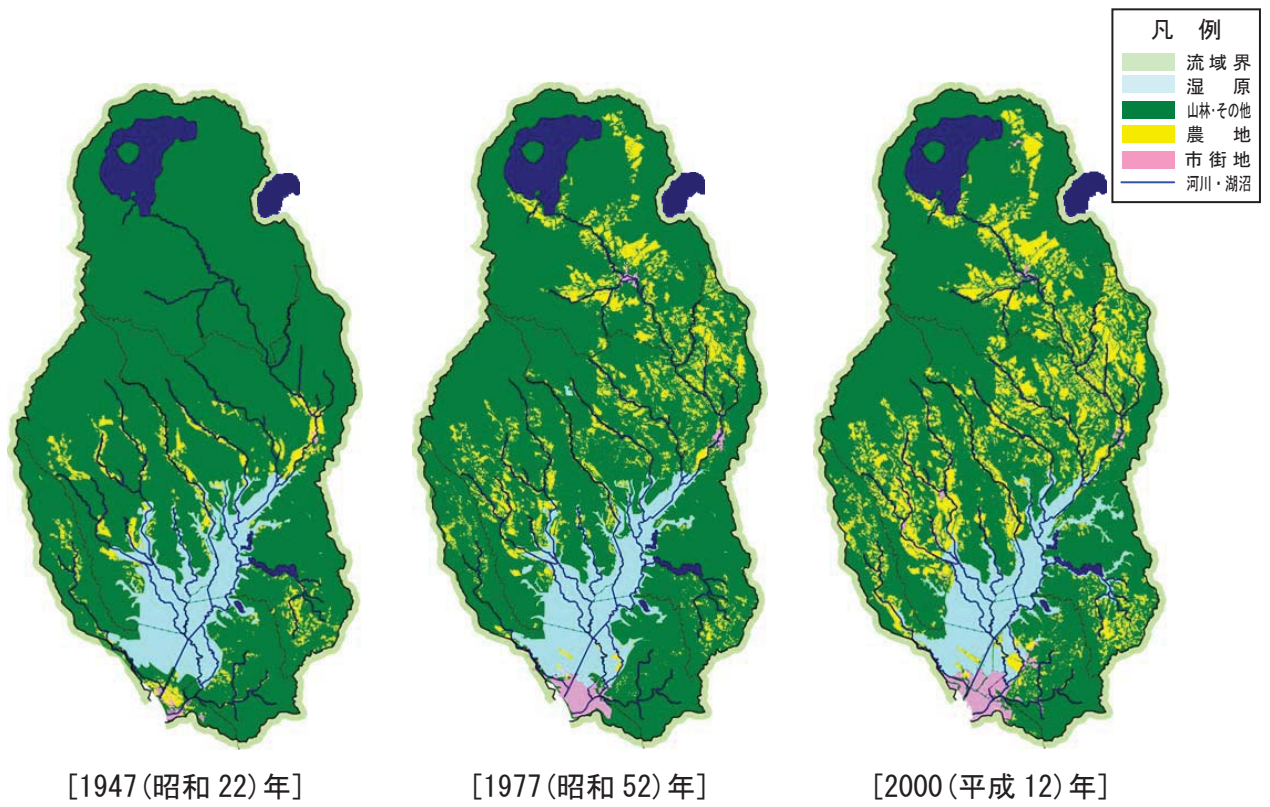 凡 例
流域界
湿 原
山林・その他
農 地
市街地
河川・湖沼
[1947(昭和 22)年]
[1977(昭和 52)年]
[2000(平成 12)年]